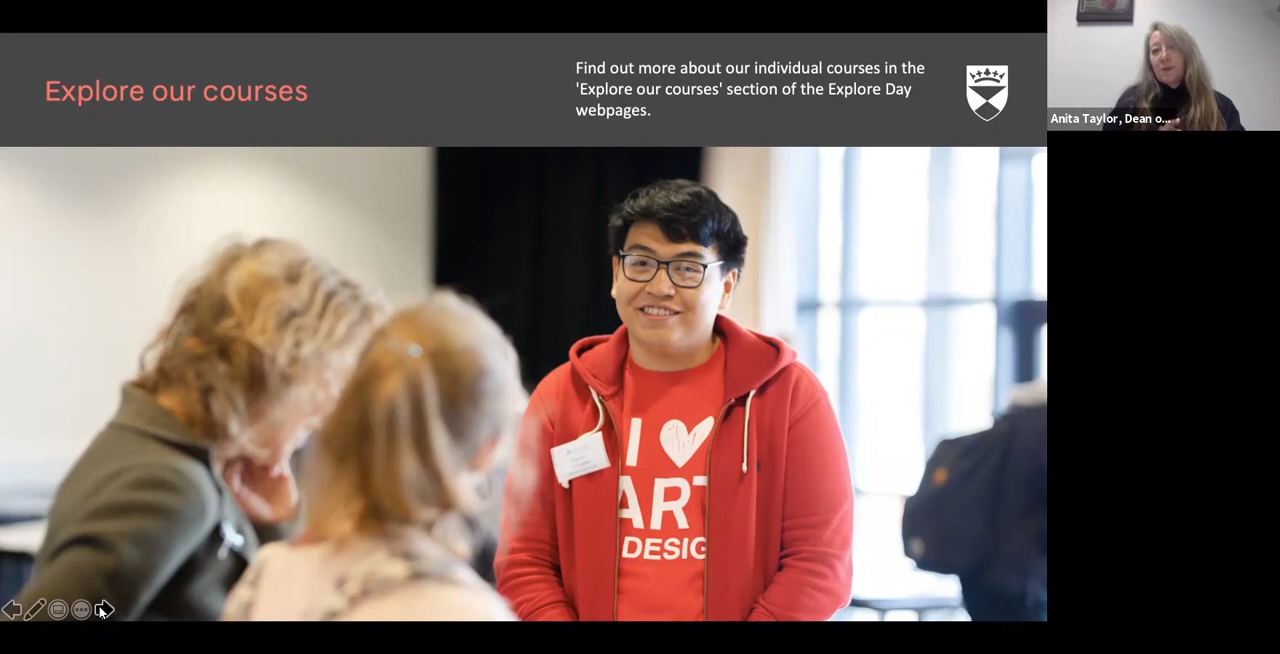 Explore our courses
Find out more about our individual courses in the
'Explore our courses' section of the Explore Day
webpages.
Anita Taylor, Dean o...
I
ART
DESIG